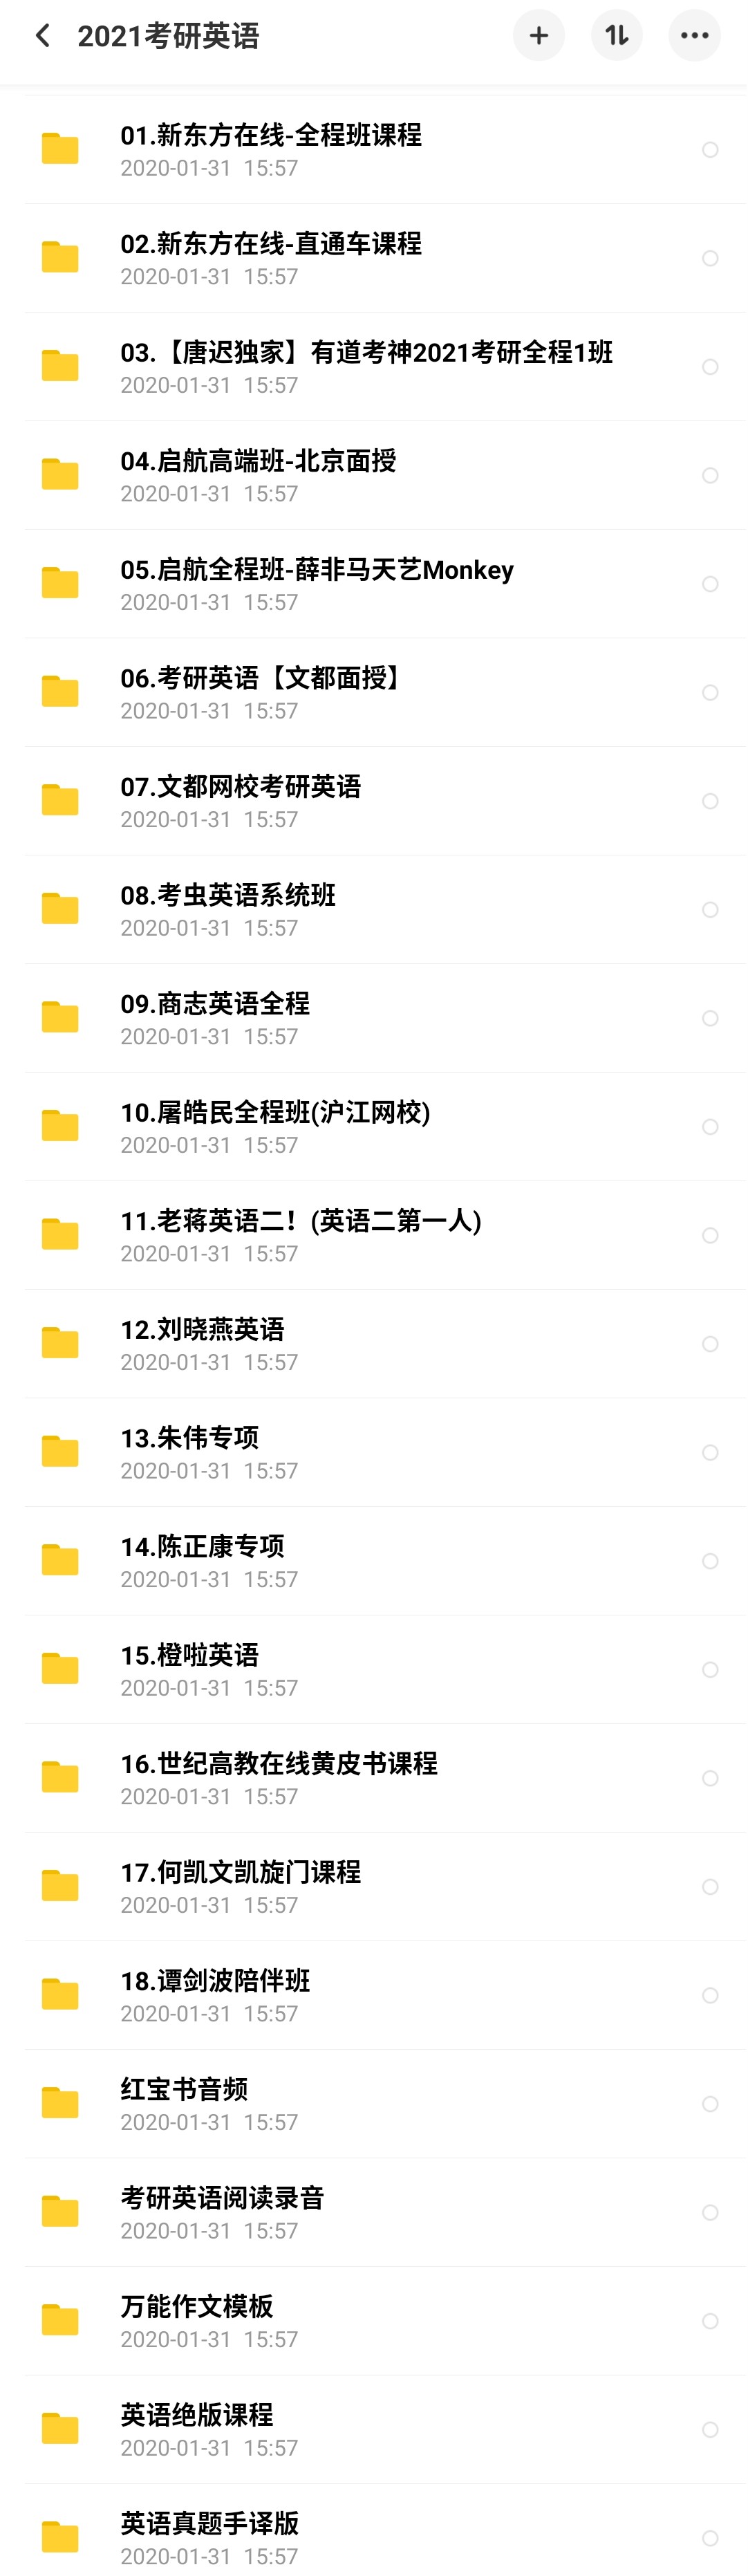 2021考研英语
01.新东方在线-全程班课程
2020-01-31 15:57
02.新东方在线-直通车课程
2020-01-31 15:57
03.【唐迟独家】有道考神2021考研全程1班
2020-01-31 15:57
04.启航高端班-北京面授
2020-01-31 15:57
05.启航全程班-薛非马天艺Monkey
2020-01-31 15:57
06.考研英语【文都面授】
2020-01-31 15:57
07.文都网校考研英语
2020-01-31 15:57
08.考虫英语系统班
2020-01-31 15:57
09.商志英语全程
2020-01-31 15:57
10.屠皓民全程班(沪江网校)
2020-01-31 15:57
11.老蒋英语二！(英语二第一人)
2020-01-31 15:57
12.刘晓燕英语
2020-01-31 15:57
13.朱伟专项
2020-01-31 15:57
14.陈正康专项
2020-01-31 15:57
15.橙啦英语
2020-01-31 15:57
16.世纪高教在线黄皮书课程
2020-01-31 15:57
17.何凯文凯旋门课程
2020-01-31 15:57
18.谭剑波陪伴班
2020-01-31 15:57
红宝书音频
2020-01-31 15:57
考研英语阅读录音
2020-01-31 15:57
万能作文模板
2020-01-31 15:57
英语绝版课程
2020-01-31 15:57
英语真题手译版
2020-01-31 15:57